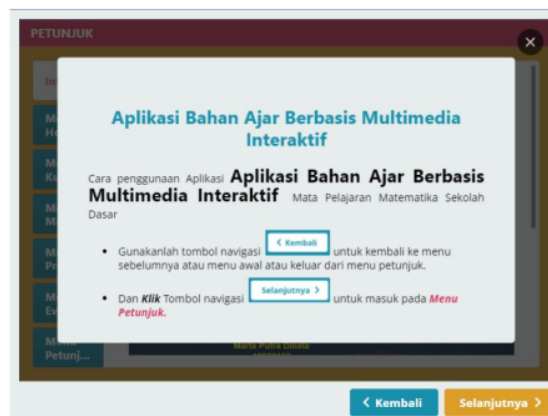 PETUNJUK
Aplikasi Bahan Ajar Berbasis Multimedia
Interaktif
Cara penggunaan Aplikasi Aplikasi Bahan Ajar Berbasis
Multimedia Interaktif Mata Pelajaran Matematika Sekolah
Dasar
• Gunakanlah tombol navigasi < Kembali untuk kembali ke menu
sebelumnya atau menu awal atau keluar dari menu petunjuk.
• Dan Klik Tombol navigasi Selanjutnya > untuk masuk pada Menu
Petunjuk.
Marta Putra Dinata
Petunj...
< Kembali
Selanjutnya >